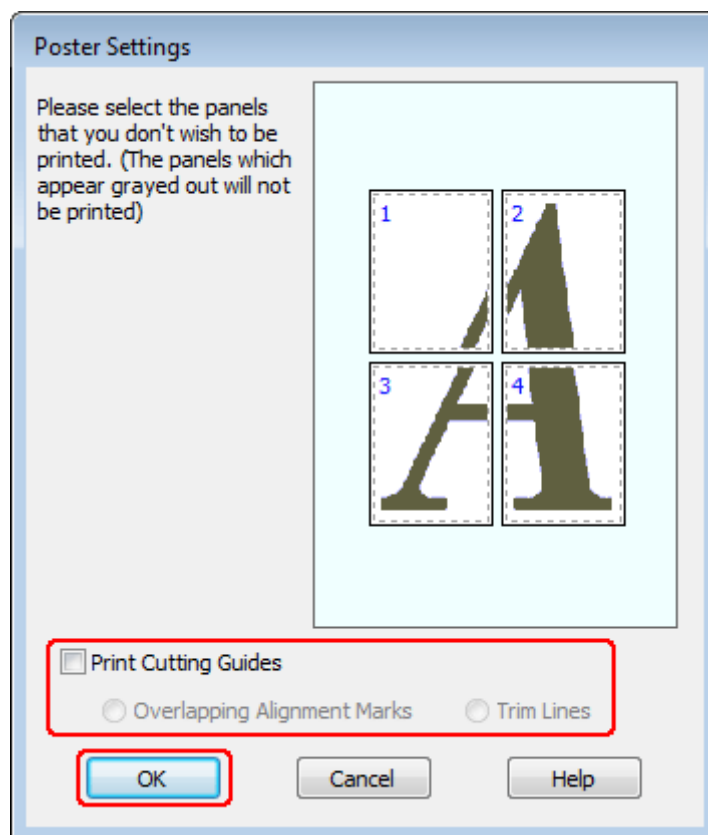 Poster Settings
Please select the panels
that you don't wish to be
printed. (The panels which
appear grayed out will not
be printed)
1 2
3 4
Print Cutting Guides
Overlapping Alignment Marks Trim Lines
OK Cancel Help